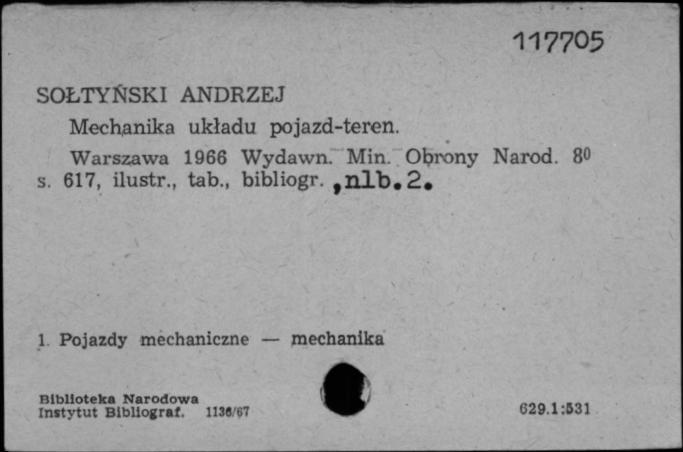 117705
SOŁTYŃSKI ANDRZEJ
Mechanika układu pojazd-teren.
Warszawa 1966 Wydawn. Min. Obrony Narod. 8⁰
s. 617, ilustr., tab., bibliogr. ,nlb.2.
1. Pojazdy mechaniczne — mechanika
Biblioteka Narodowa
Instytut Bibliograf. 1136/67
629.1:531